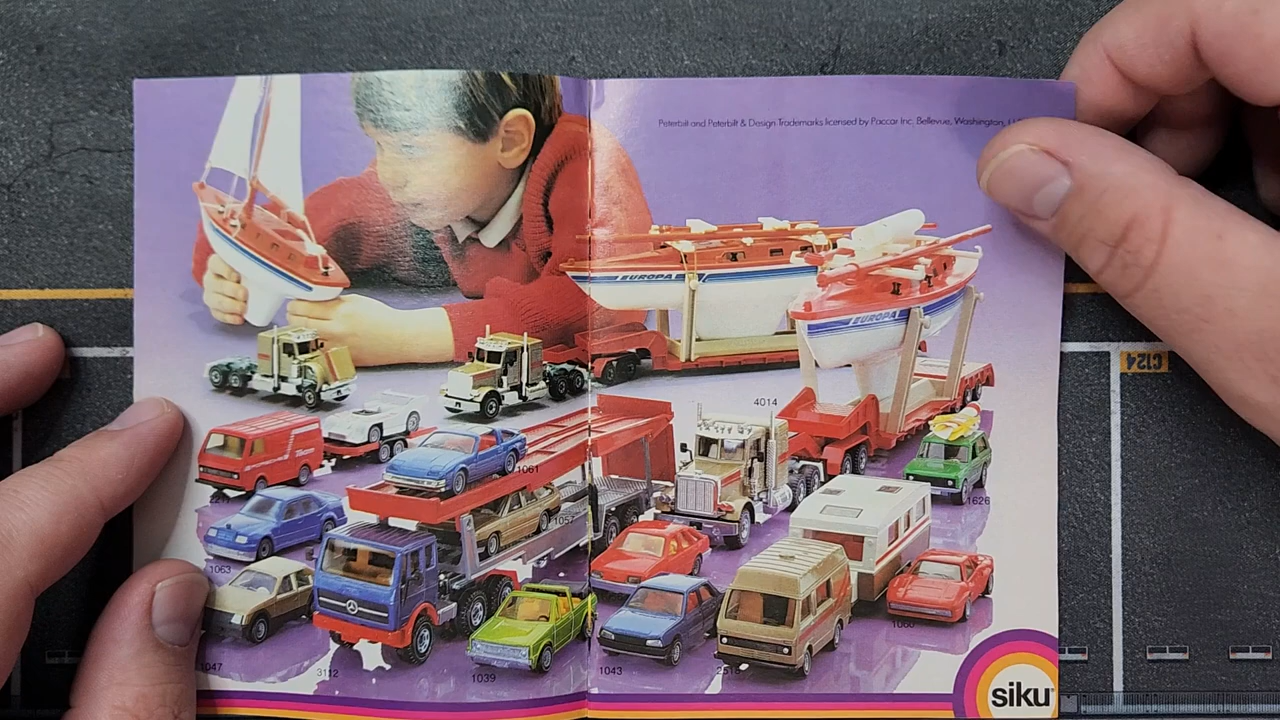 Peterbilt and Peterbilt & Design Trademarks licensed by Paccar Inc. Bellevue, Washington,
EUROPA
EUROPA
4014
1061
1626
1057
1063
1047
3112
1039
1043
siku
C124